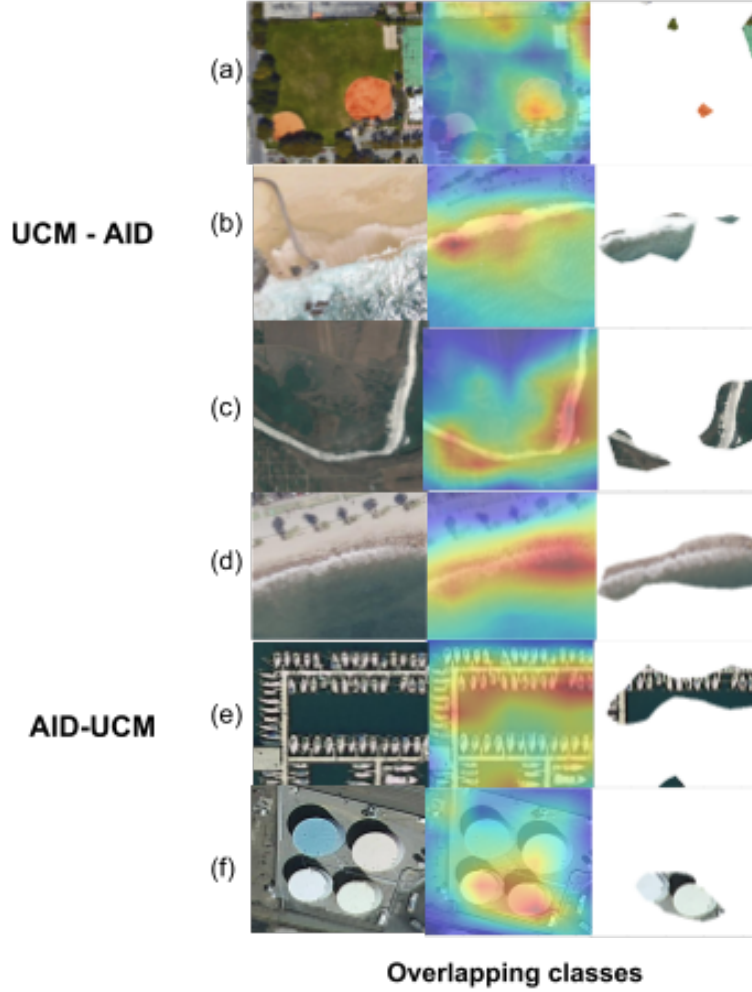 (a)
UCM - AID
(b)
(c)
(d)
AID-UCM
(e)
(f)
Overlapping classes